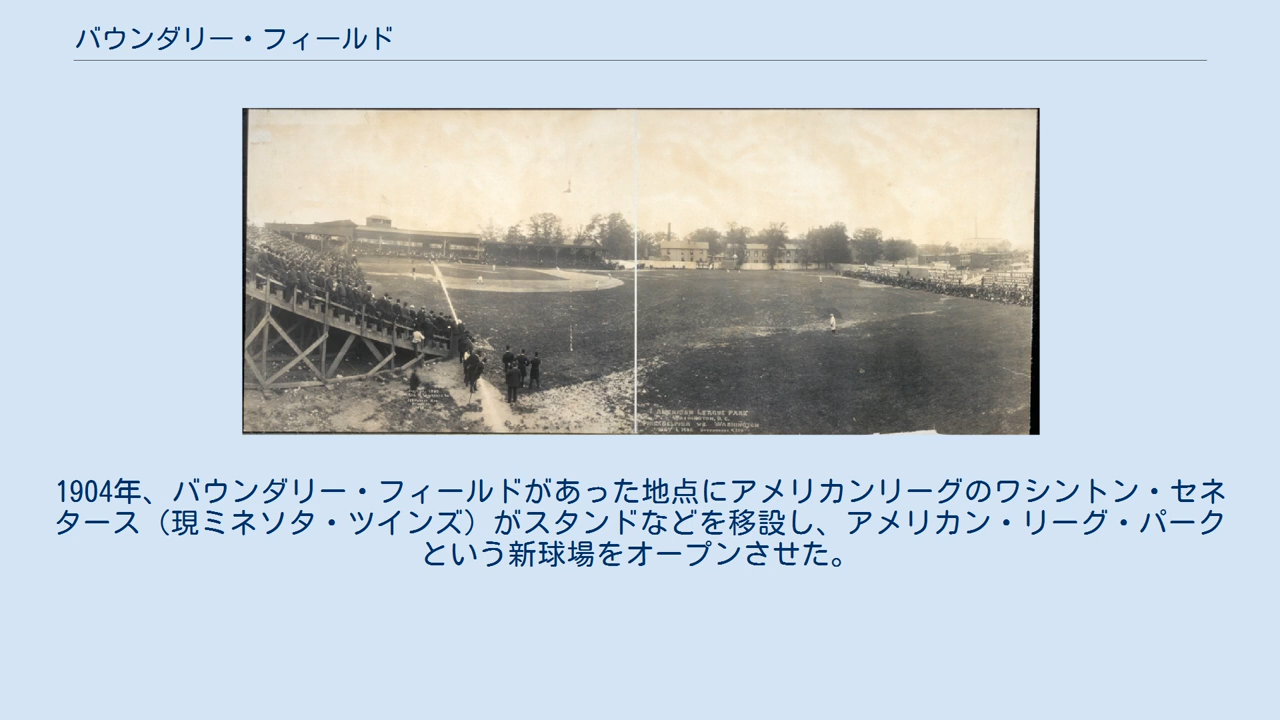 バウンダリー・フィールド
AMERICAN LEAGUE PARK
WASHINGTON, D.C.
PHILADELPHIA vs. WASHINGTON
1904年、バウンダリー・フィールドがあった地点にアメリカンリーグのワシントン・セネ
タース（現ミネソタ・ツインズ）がスタンドなどを移設し、アメリカン・リーグ・パーク
という新球場をオープンさせた。